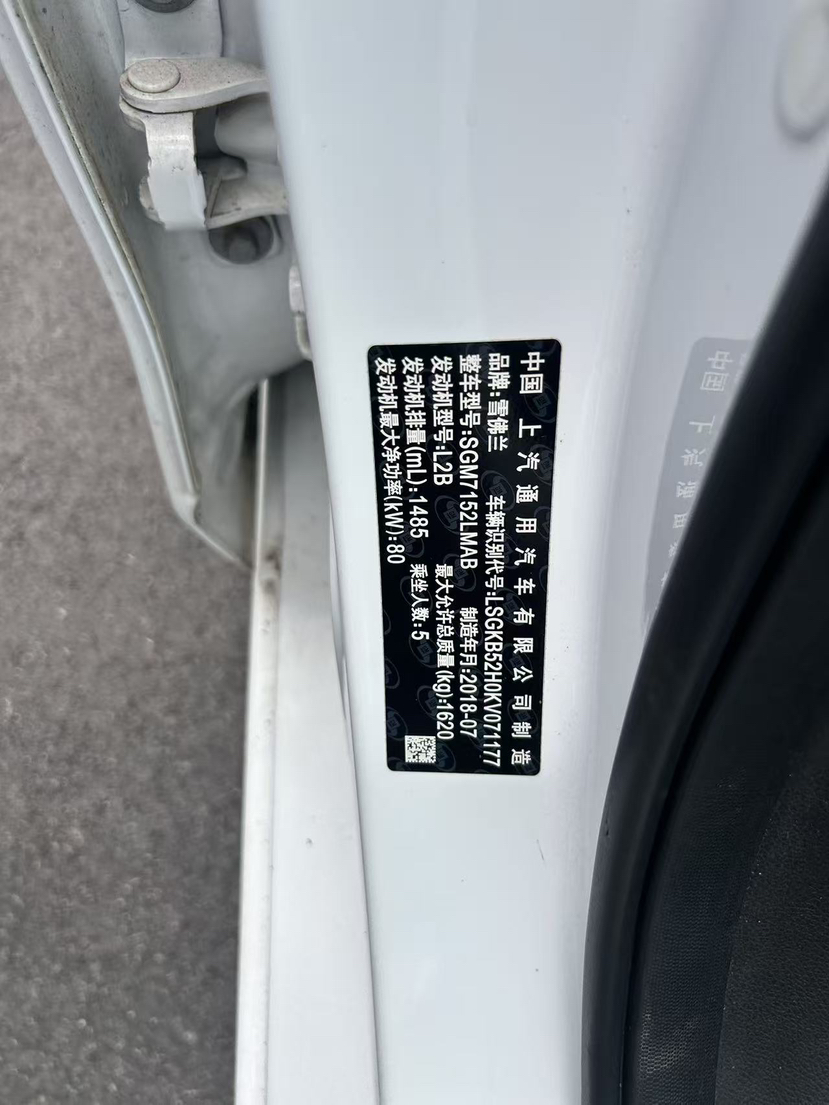 中国 上汽通用汽车有限公司制造
品牌:雪佛兰 车辆识别代号:LSGKB52H0KV071177
整车型号:SGM7152LMAB 制造年月:2018-07
发动机型号:L2B 最大允许总质量(kg):1620
发动机排量(mL):1485 乘坐人数:5
发动机最大净功率(kW):80